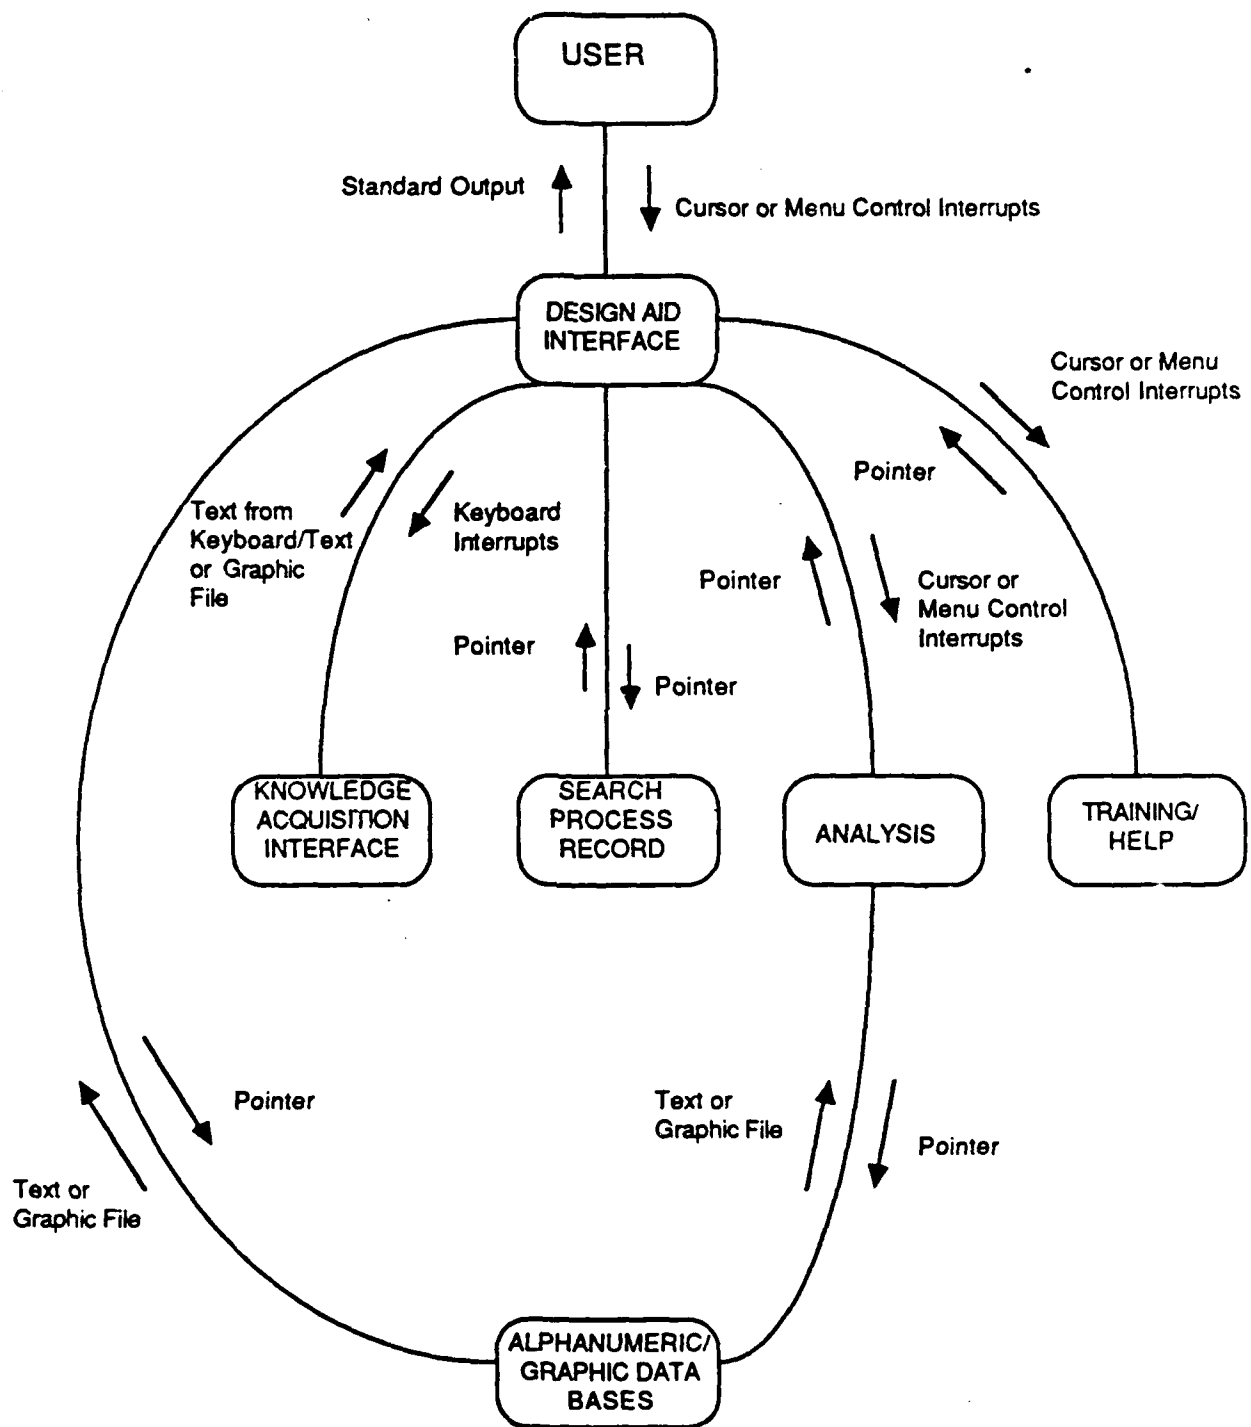 USER
Standard Output
Cursor or Menu Control Interrupts
DESIGN AID
INTERFACE
Cursor or Menu
Control Interrupts
Pointer
Text from
Keyboard/Text
or Graphic
File
Keyboard
Interrupts
Pointer
Cursor or
Menu Control
Interrupts
Pointer
Pointer
KNOWLEDGE
ACQUISITION
INTERFACE
SEARCH
PROCESS
RECORD
ANALYSIS
TRAINING/
HELP
Pointer
Text or
Graphic File
Text or
Graphic File
Pointer
ALPHANUMERIC/
GRAPHIC DATA
BASES